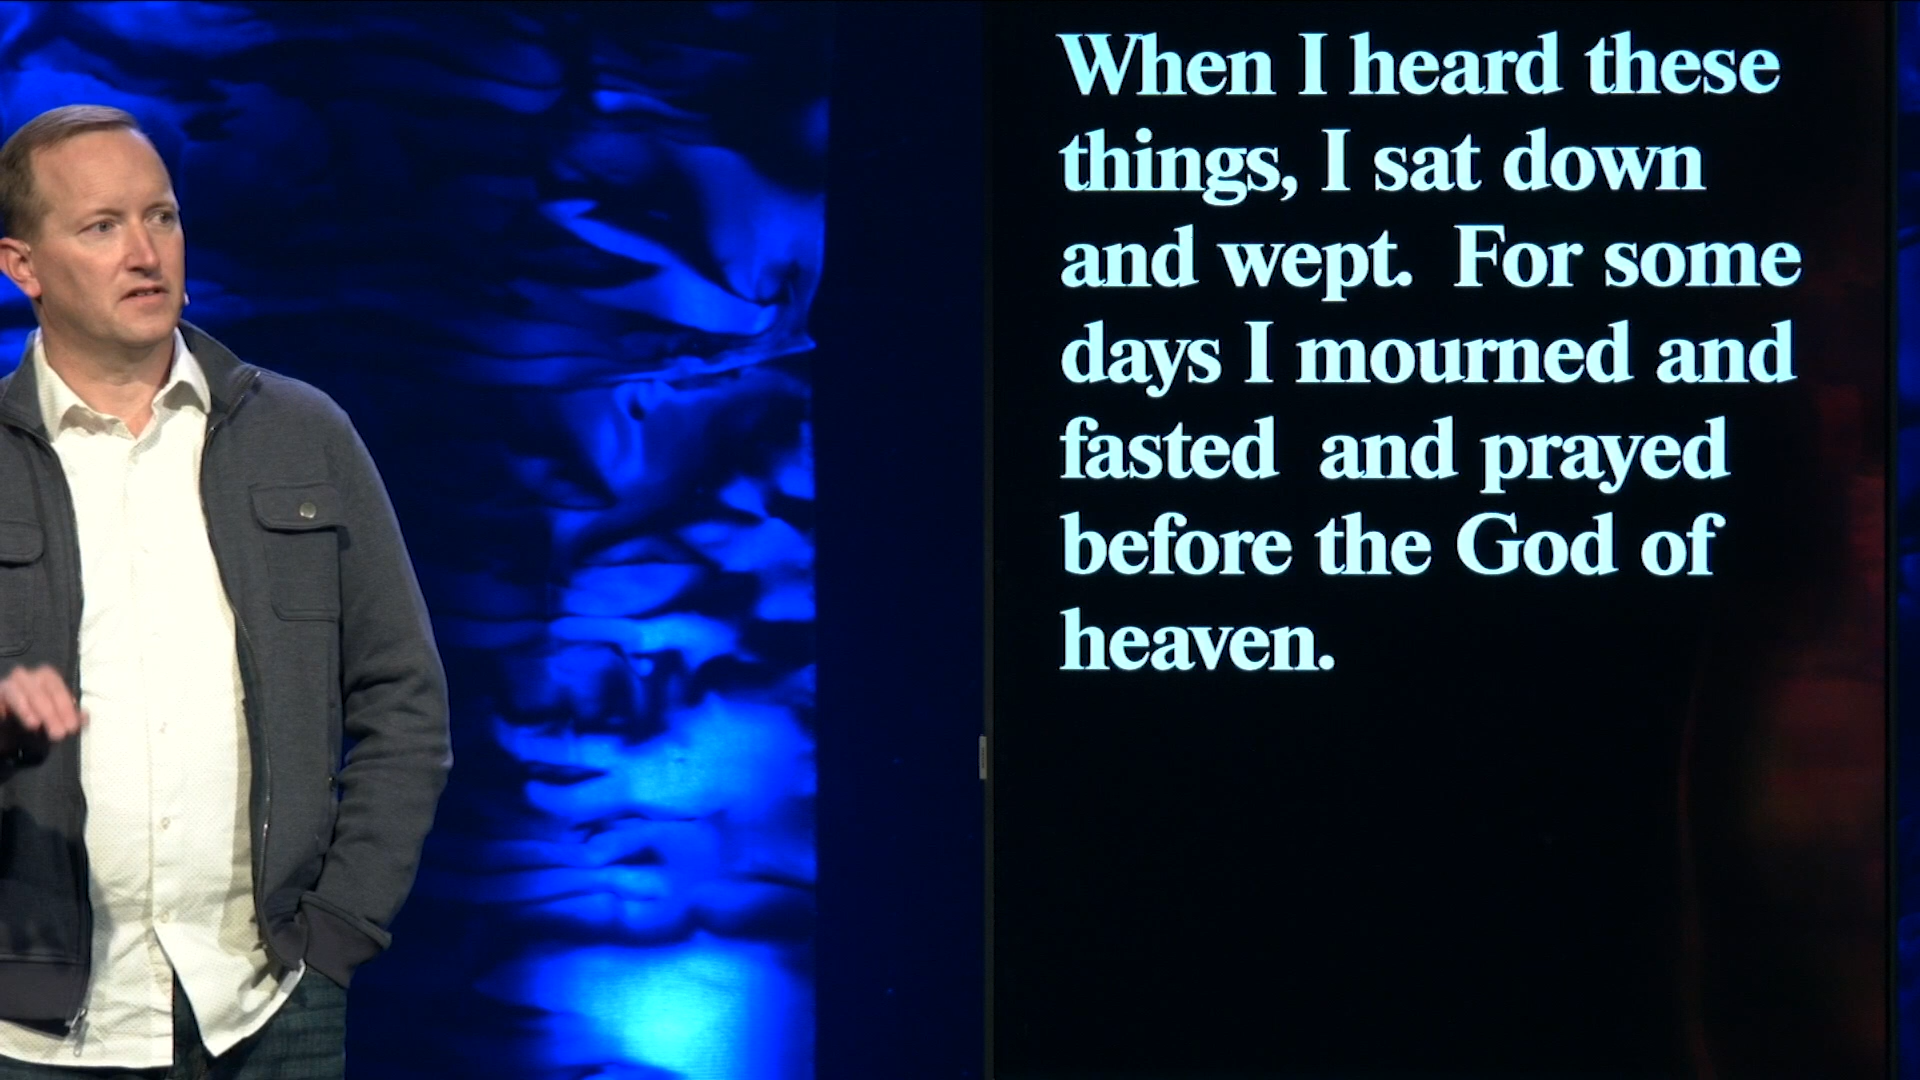 When I heard these
things, I sat down
and wept.  For some
days I mourned and
fasted  and prayed
before the God of
heaven.